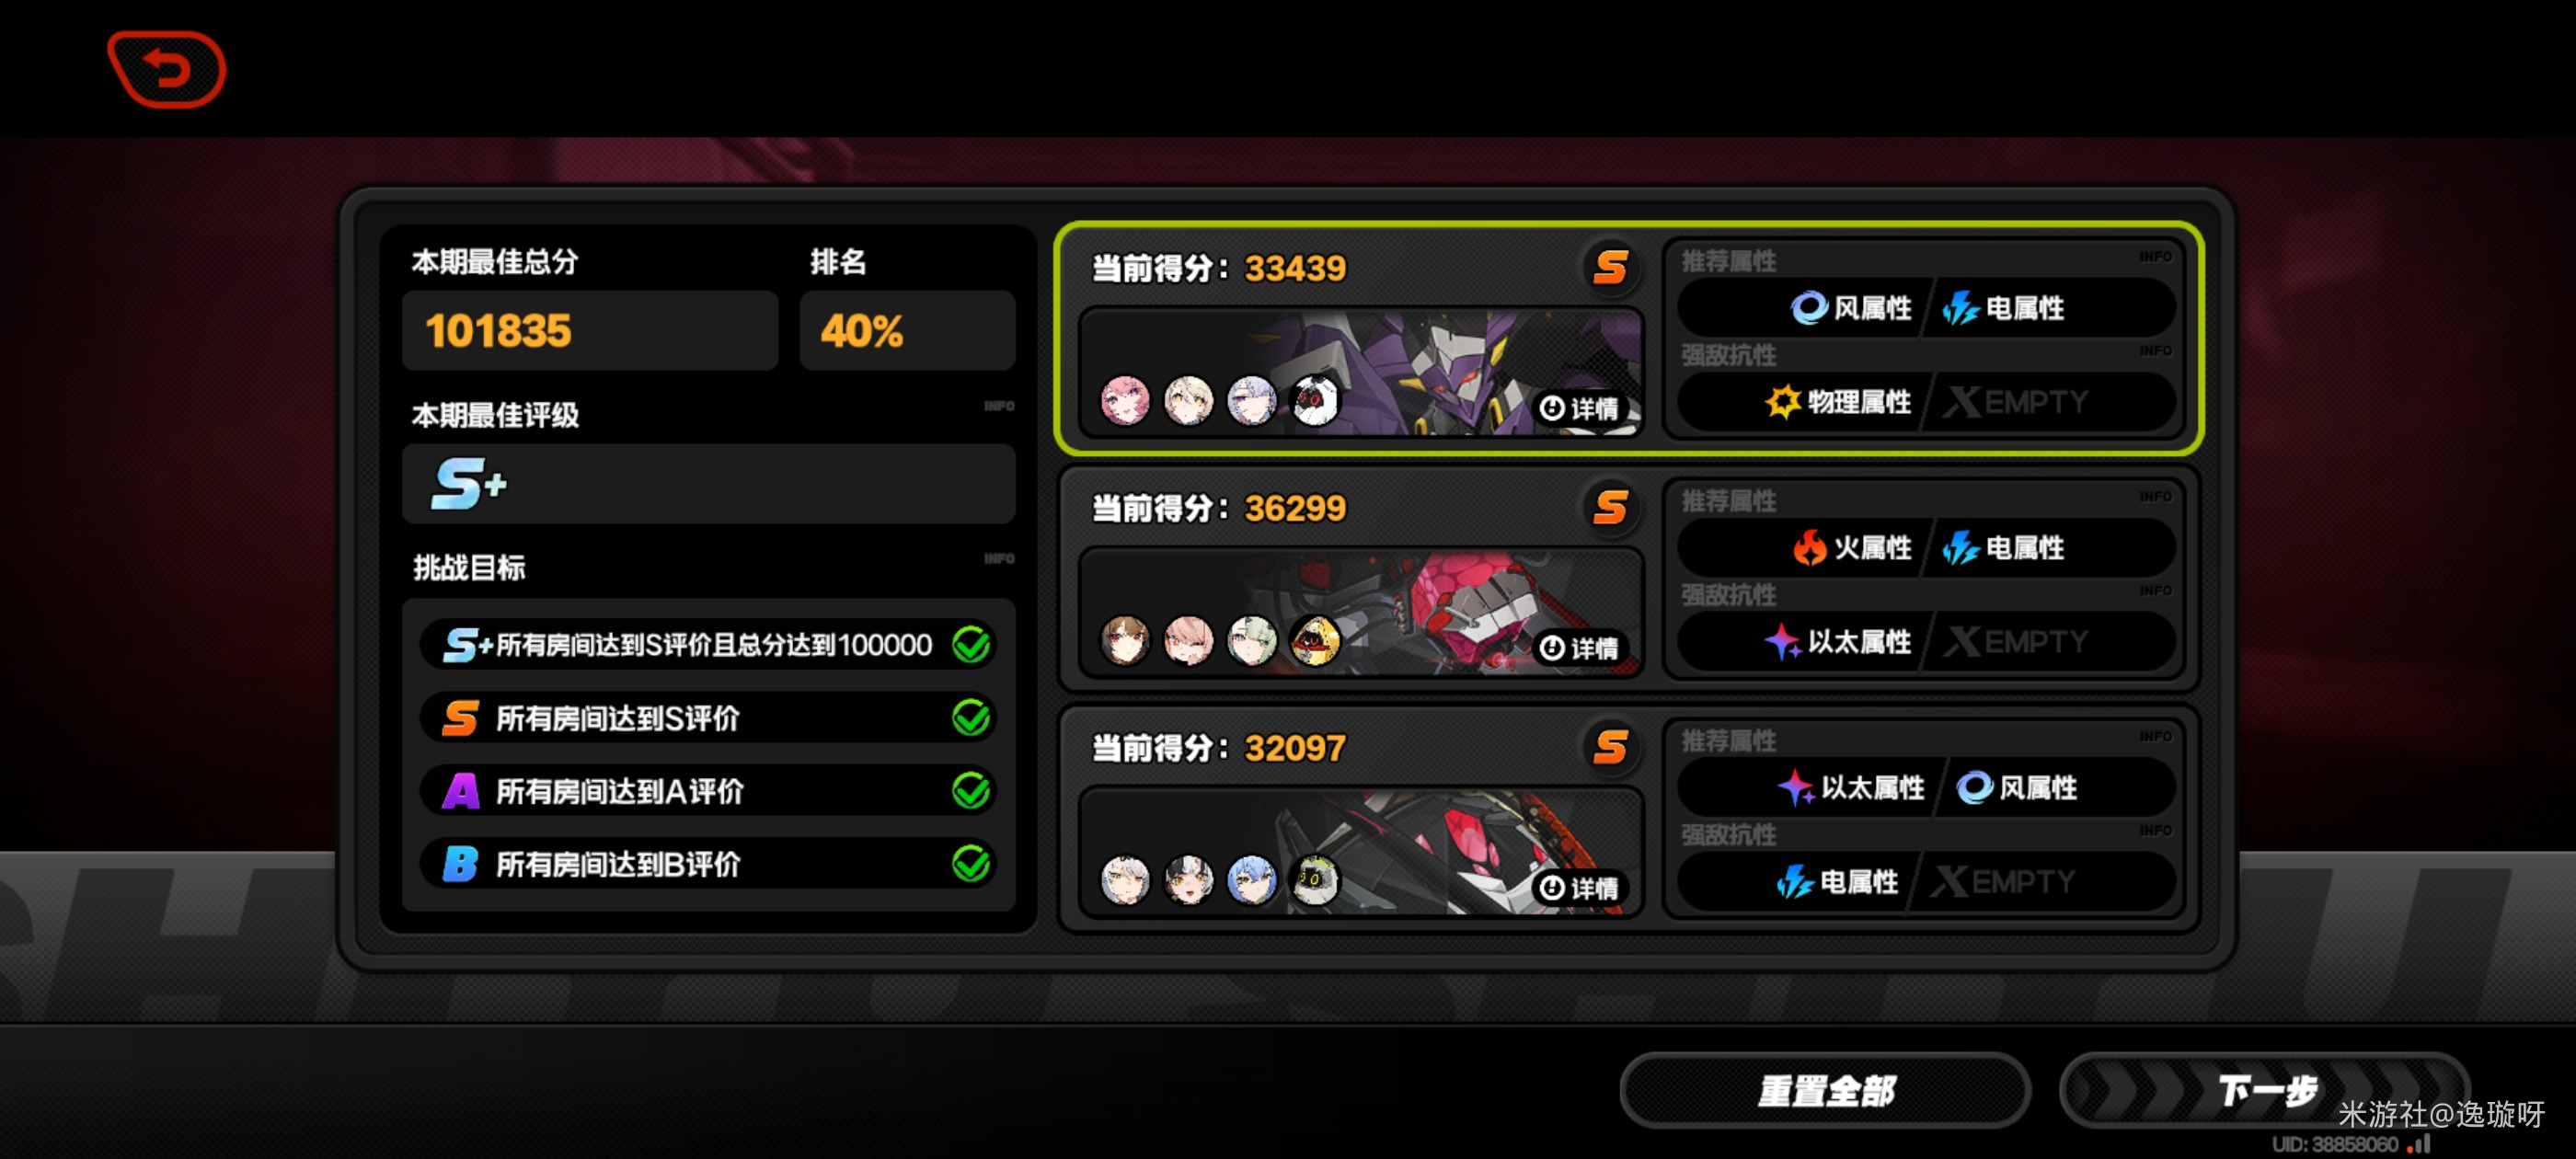 本期最佳总分
排名
101835
40%
本期最佳评级
INFO
S+
挑战目标
INFO
S+所有房间达到S评价且总分达到100000
S 所有房间达到S评价
A 所有房间达到A评价
B 所有房间达到B评价
当前得分：33439
S
详情
推荐属性
INFO
风属性
电属性
强敌抗性
INFO
物理属性
EMPTY
当前得分：36299
S
详情
推荐属性
INFO
火属性
电属性
强敌抗性
INFO
以太属性
EMPTY
当前得分：32097
S
详情
推荐属性
INFO
以太属性
风属性
强敌抗性
INFO
电属性
EMPTY
重置全部
下一步
米游社@逸璇呀
UID: 38858060